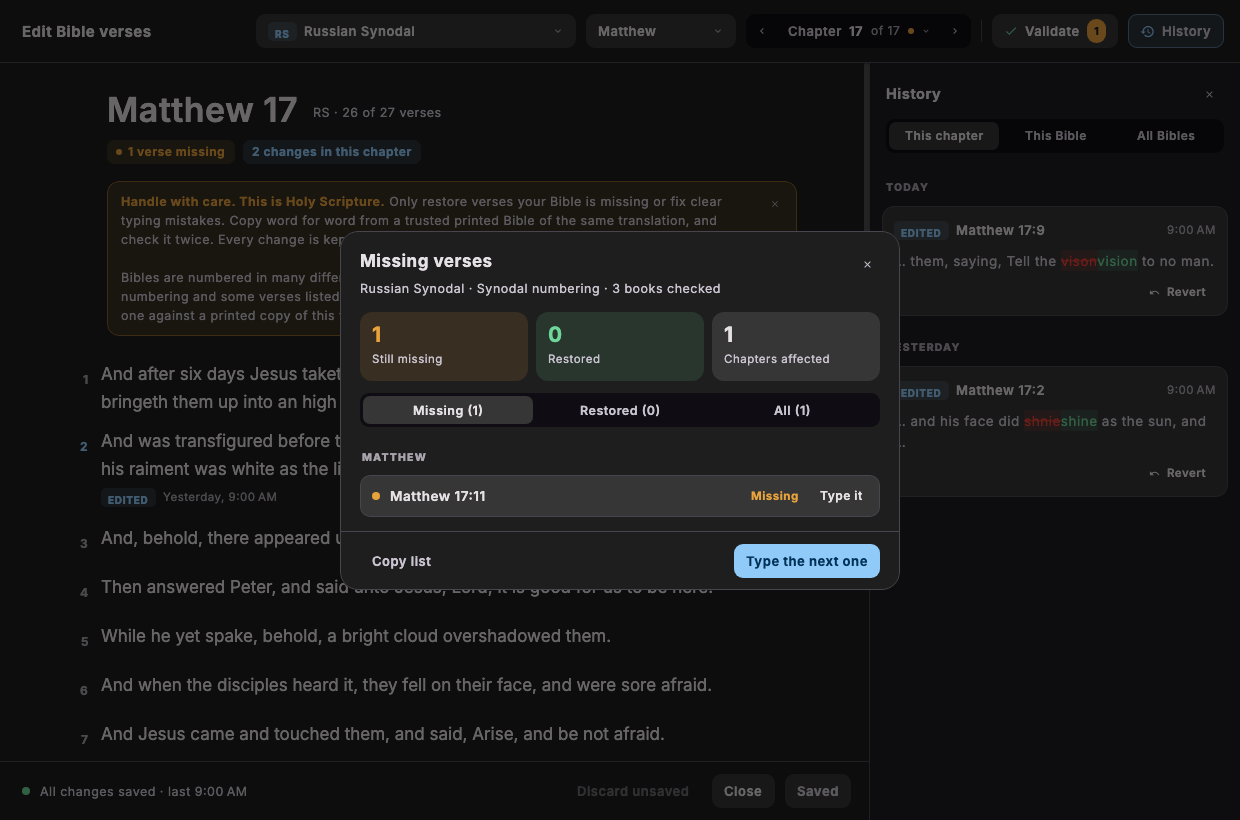 Edit Bible verses
RS Russian Synodal
Matthew
Chapter 17 of 17
Validate 1
History
Matthew 17 RS · 26 of 27 verses
1 verse missing
2 changes in this chapter
Handle with care. This is Holy Scripture. Only restore verses your Bible is missing or fix clear
typing mistakes. Copy word for word from a trusted printed Bible of the same translation, and
check it twice. Every change is kep
Bibles are numbered in many differ
numbering and some verses listed
one against a printed copy of this
1 And after six days Jesus taket
bringeth them up into an high
2 And was transfigured before t
his raiment was white as the li
EDITED Yesterday, 9:00 AM
3 And, behold, there appeared u
4 Then answered Peter, and said unto Jesus, Lord, it is good for us to be here.
5 While he yet spake, behold, a bright cloud overshadowed them.
6 And when the disciples heard it, they fell on their face, and were sore afraid.
7 And Jesus came and touched them, and said, Arise, and be not afraid.
All changes saved · last 9:00 AM
Discard unsaved
Close
Saved
Missing verses
Russian Synodal · Synodal numbering · 3 books checked
1
Still missing
0
Restored
1
Chapters affected
Missing (1)
Restored (0)
All (1)
MATTHEW
Matthew 17:11 Missing Type it
Copy list
Type the next one
History
This chapter
This Bible
All Bibles
TODAY
EDITED Matthew 17:9 9:00 AM
.. them, saying, Tell the visonvision to no man.
Revert
ESTERDAY
EDITED Matthew 17:2 9:00 AM
.. and his face did shnieshine as the sun, and
..
Revert